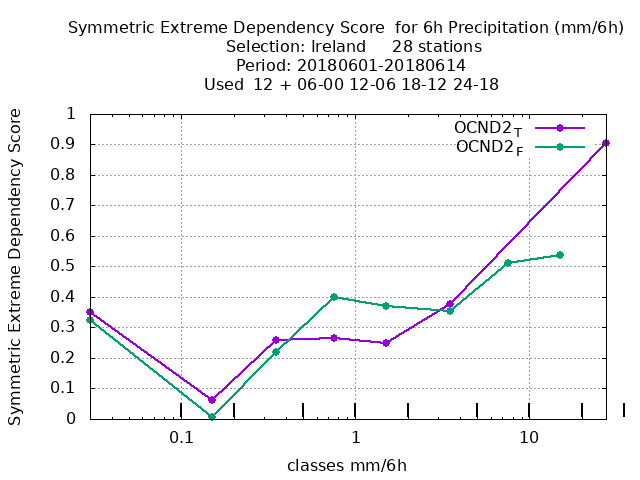 Symmetric Extreme Dependency Score for 6h Precipitation (mm/6h)
Selection: Ireland 28 stations
Period: 20180601-20180614
Used 12 + 06-00 12-06 18-12 24-18
Symmetric Extreme Dependency Score
1
0.9
0.8
0.7
0.6
0.5
0.4
0.3
0.2
0.1
0
OCND2T
OCND2F
0.1 1 10
classes mm/6h